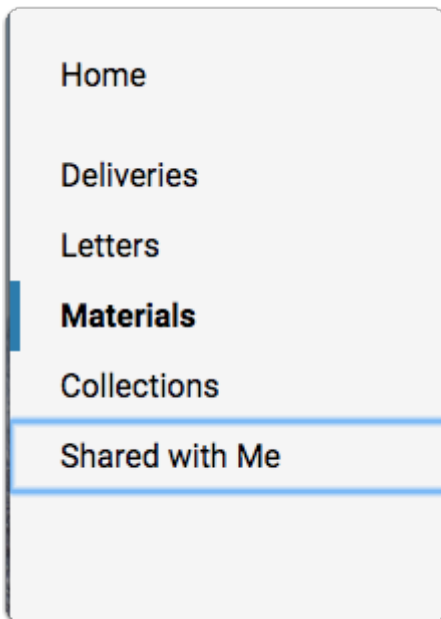 Home
Deliveries
Letters
Materials
Collections
Shared with Me